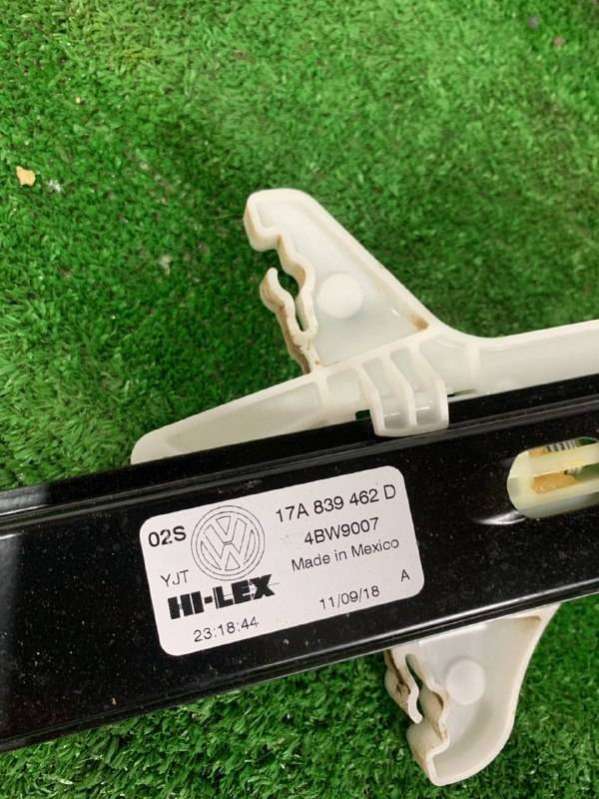 02S 17A 839 462 D
4BW9007
YJT Made in Mexico
HI-LEX
23:18:44 11/09/18 A